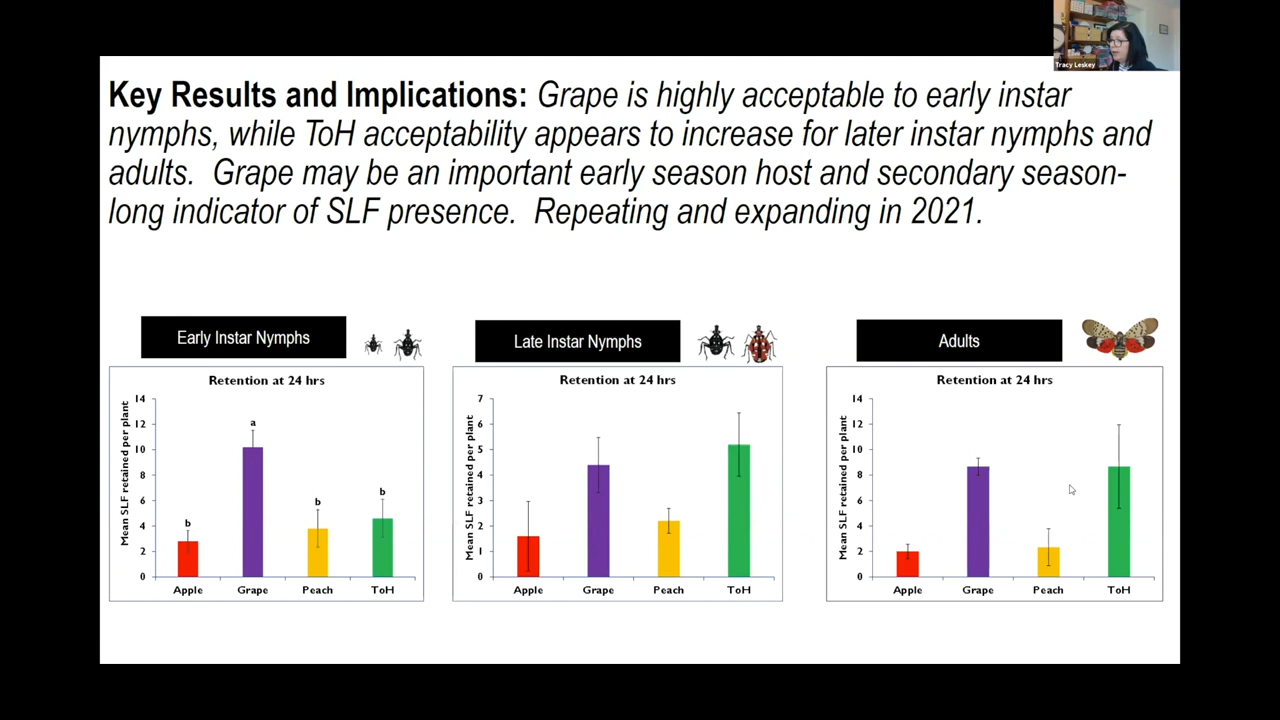 Tracy Leskey
Key Results and Implications: Grape is highly acceptable to early instar
nymphs, while ToH acceptability appears to increase for later instar nymphs and
adults. Grape may be an important early season host and secondary season-
long indicator of SLF presence. Repeating and expanding in 2021.
Early Instar Nymphs
Retention at 24 hrs
Mean SLF retained per plant
14
12
10
8
6
4
2
0
b
a
b
b
Apple Grape Peach ToH
Late Instar Nymphs
Retention at 24 hrs
Mean SLF retained per plant
7
6
5
4
3
2
1
0
Apple Grape Peach ToH
Adults
Retention at 24 hrs
Mean SLF retained per plant
14
12
10
8
6
4
2
0
Apple Grape Peach ToH